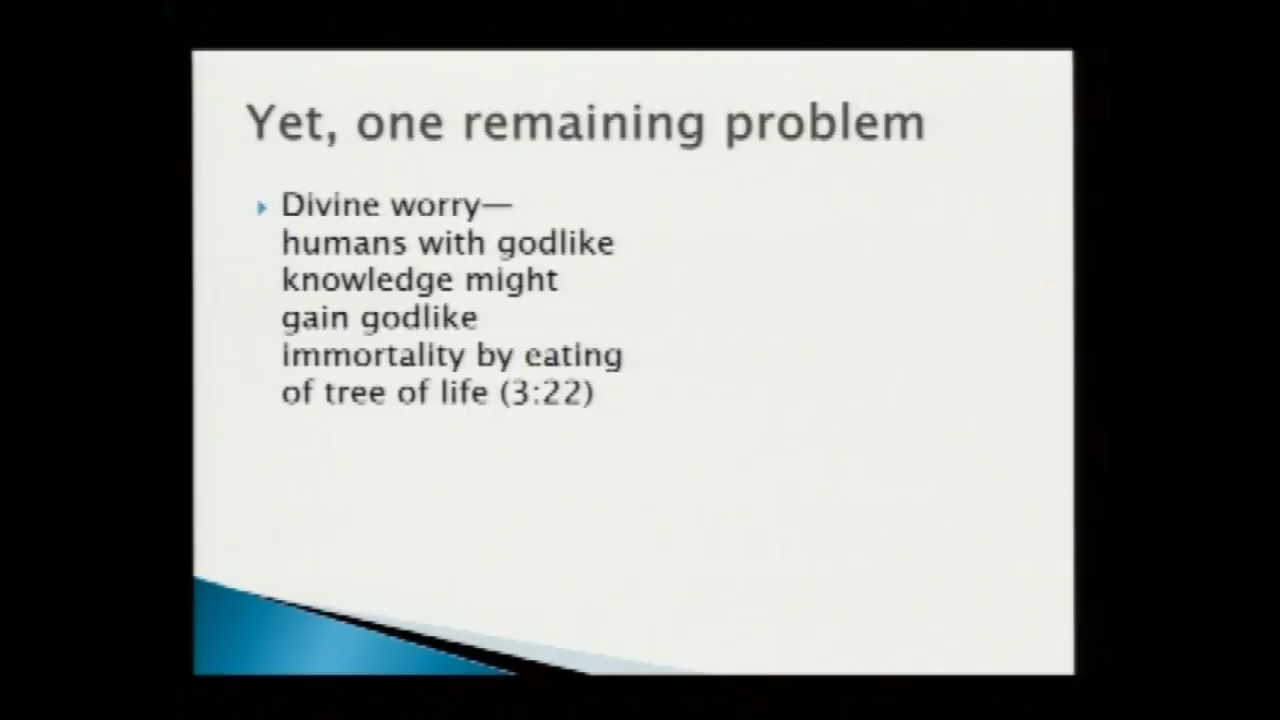 Yet, one remaining problem
Divine worry—
humans with godlike
knowledge might
gain godlike
immortality by eating
of tree of life (3:22)